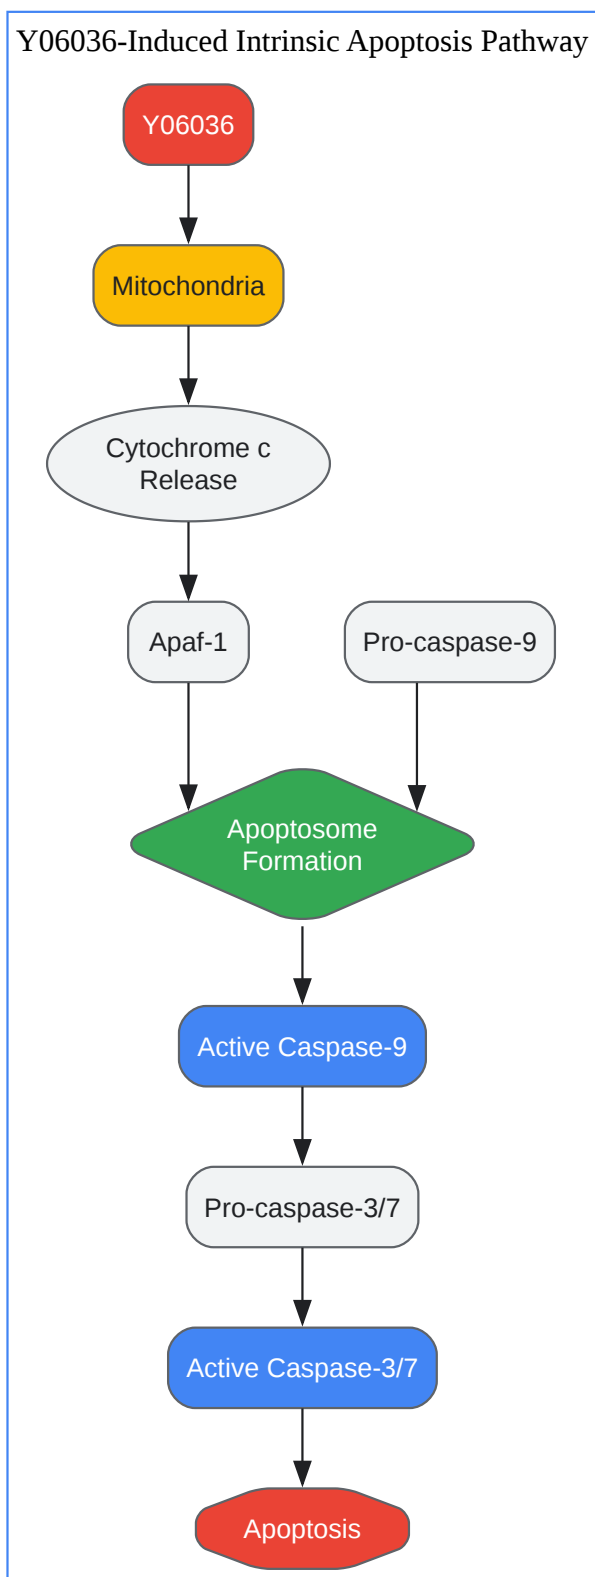 Y06036-Induced Intrinsic Apoptosis Pathway
Y06036
Mitochondria
Cytochrome c
Release
Apaf-1
Pro-caspase-9
Apoptosome
Formation
Active Caspase-9
Pro-caspase-3/7
Active Caspase-3/7
Apoptosis